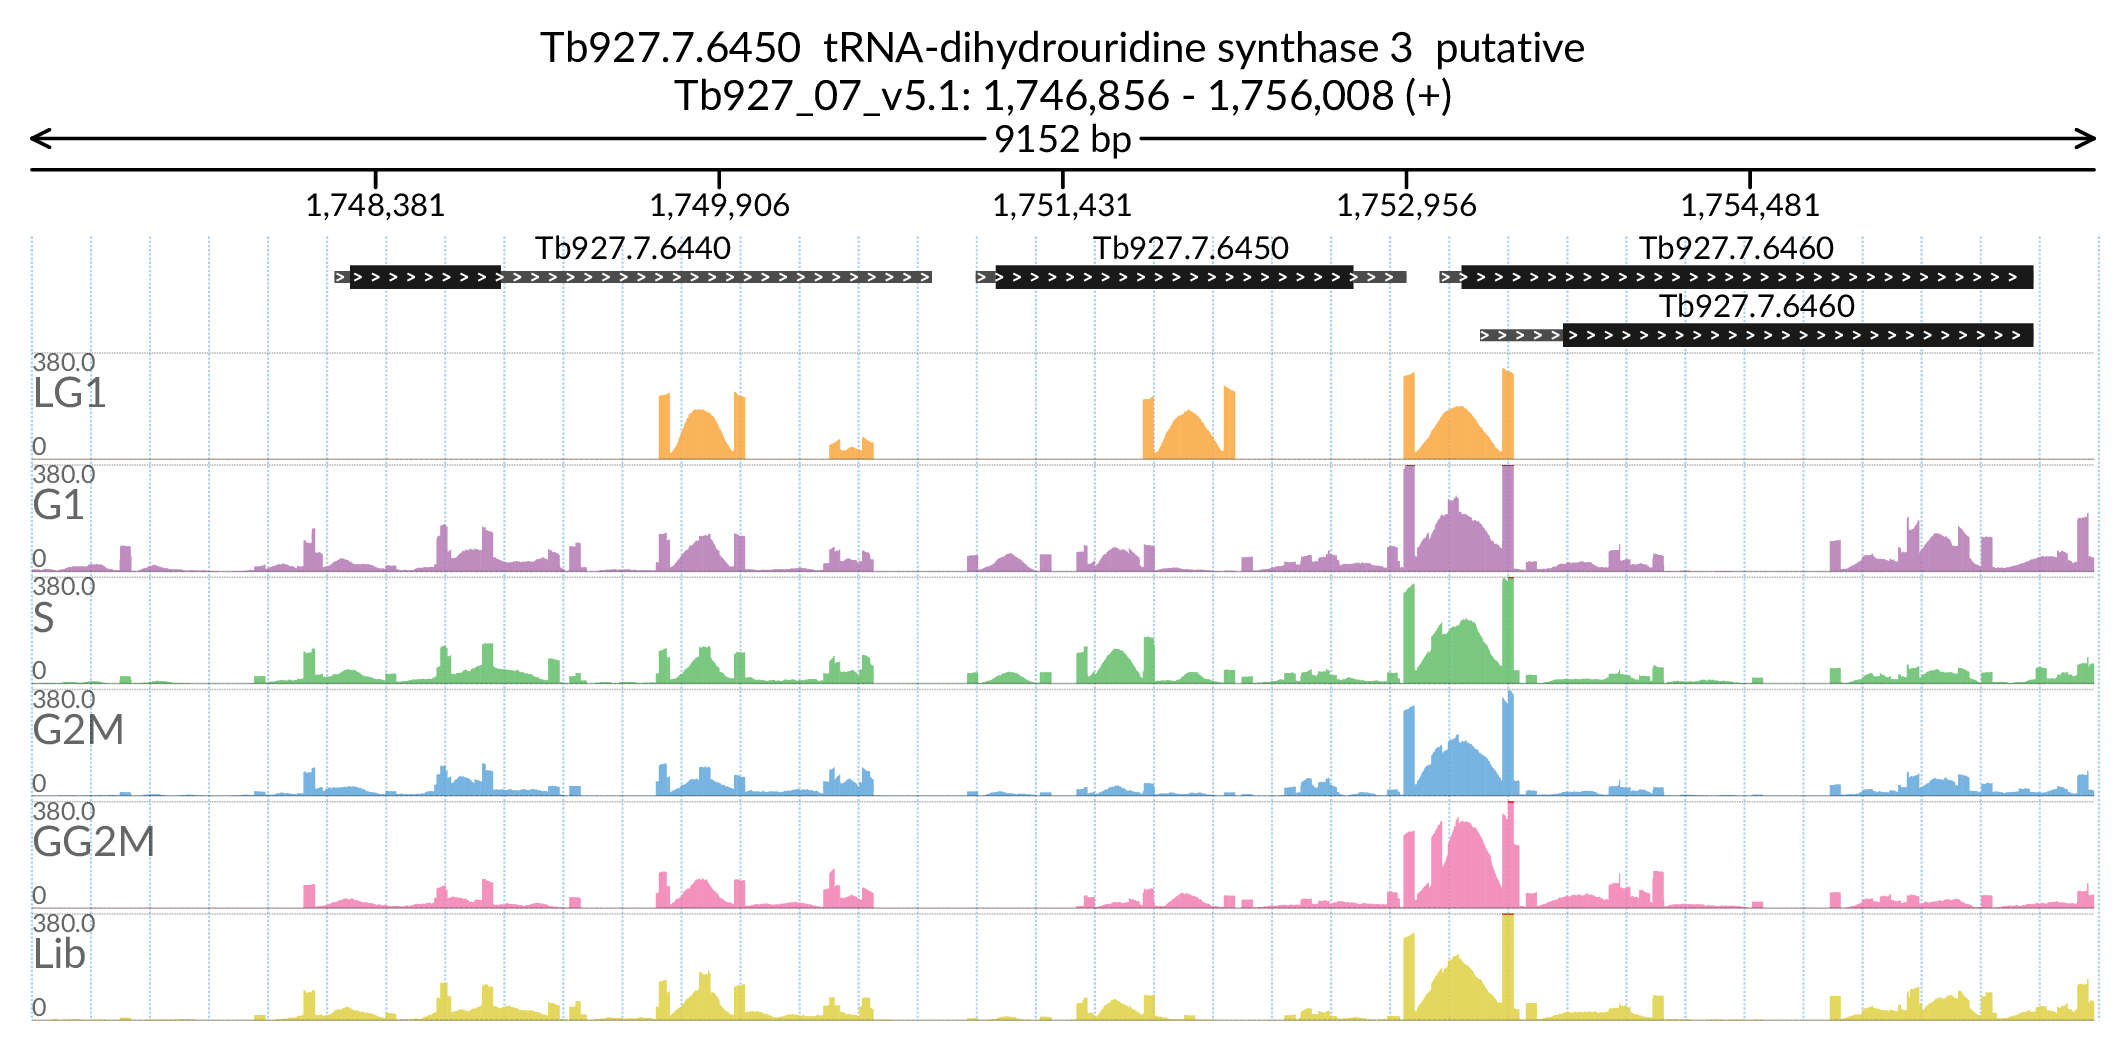 Tb927.7.6450  tRNA-dihydrouridine synthase 3  putative
Tb927_07_v5.1: 1,746,856 - 1,756,008 (+)
9152 bp
1,748,381 1,749,906 1,751,431 1,752,956 1,754,481
Tb927.7.6440 Tb927.7.6450 Tb927.7.6460
Tb927.7.6460
380.0
LG1
0
380.0
G1
0
380.0
S
0
380.0
G2M
0
380.0
GG2M
0
380.0
Lib
0